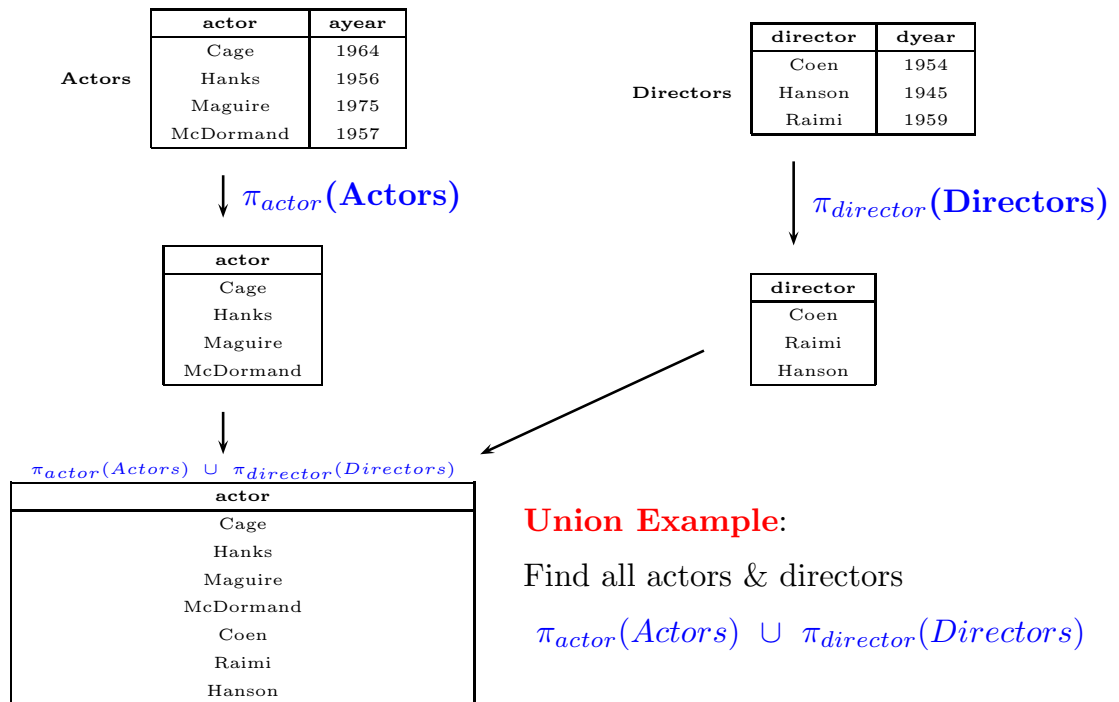 actor ayear
Cage 1964
Actors Hanks 1956
Maguire 1975
McDormand 1957
director dyear
Coen 1954
Directors Hanson 1945
Raimi 1959
π_actor(Actors)
π_director(Directors)
actor
Cage
Hanks
Maguire
McDormand
director
Coen
Raimi
Hanson
π_actor(Actors) ∪ π_director(Directors)
actor
Cage
Hanks
Maguire
McDormand
Coen
Raimi
Hanson
Union Example:
Find all actors & directors
π_actor(Actors) ∪ π_director(Directors)